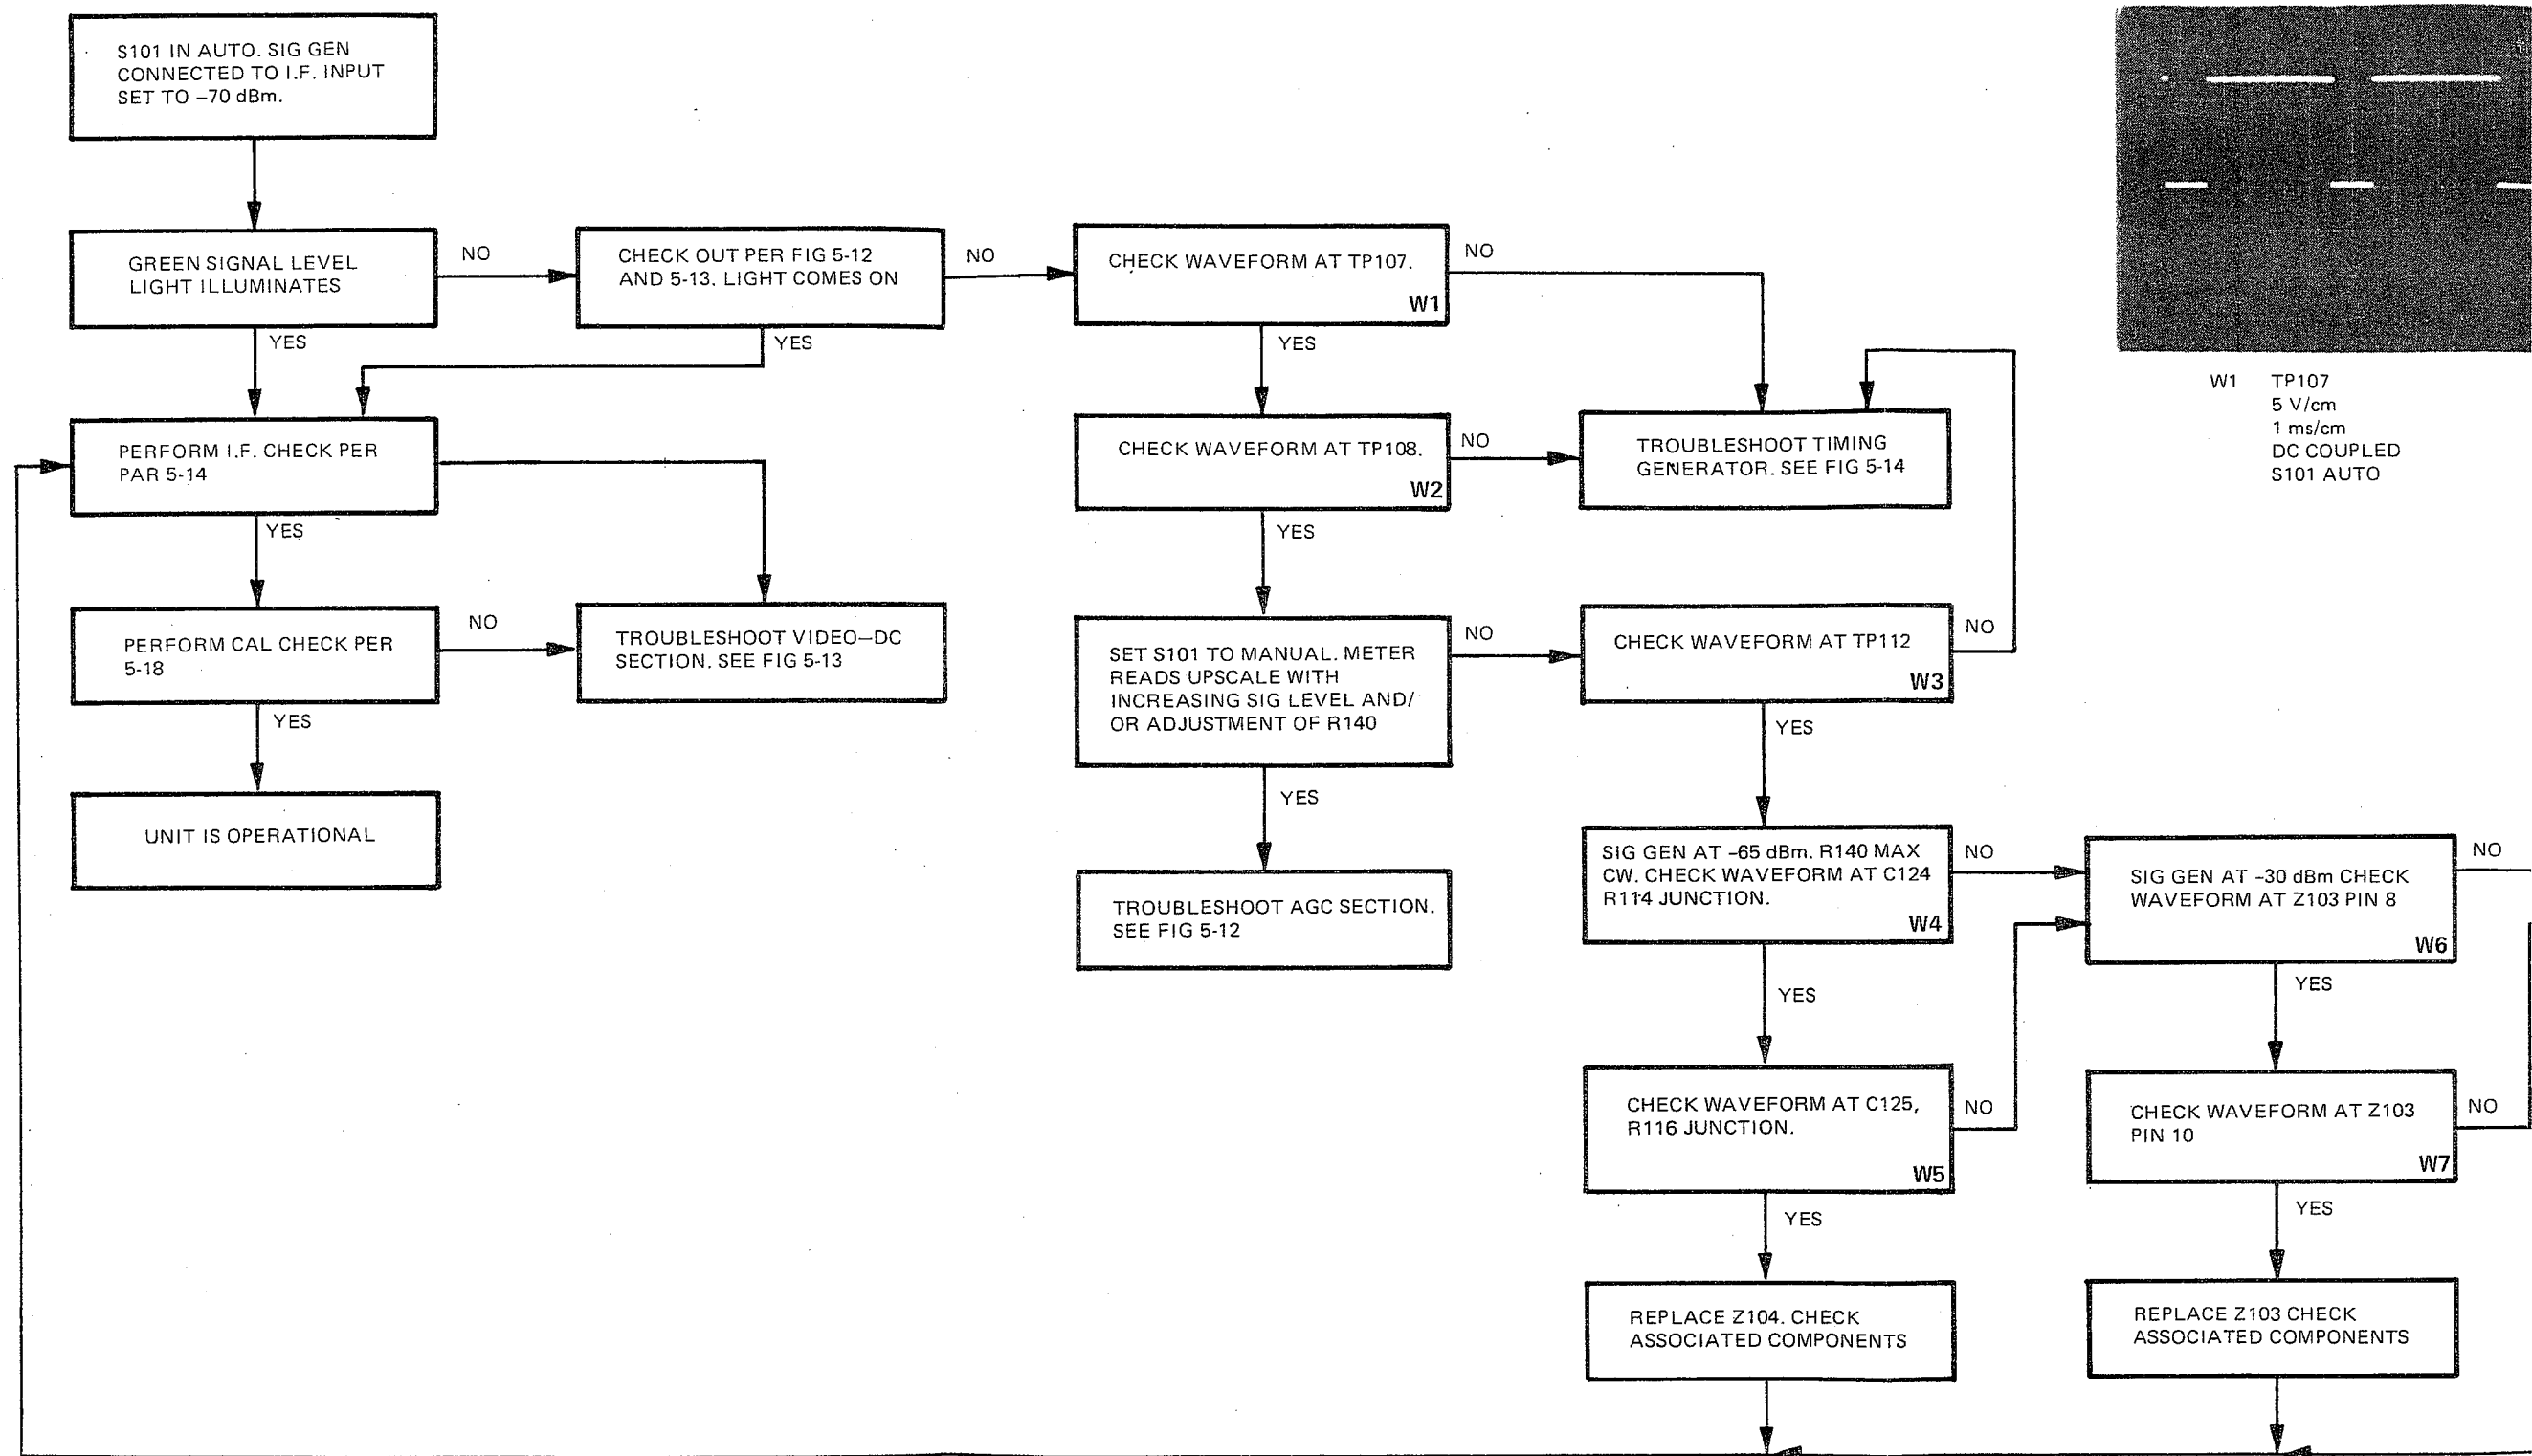 S101 IN AUTO. SIG GEN
CONNECTED TO I.F. INPUT
SET TO –70 dBm.
GREEN SIGNAL LEVEL
LIGHT ILLUMINATES
NO
YES
CHECK OUT PER FIG 5-12
AND 5-13. LIGHT COMES ON
NO
YES
CHECK WAVEFORM AT TP107.
W1
NO
YES
W1 TP107
5 V/cm
1 ms/cm
DC COUPLED
S101 AUTO
PERFORM I.F. CHECK PER
PAR 5-14
YES
CHECK WAVEFORM AT TP108.
W2
NO
YES
TROUBLESHOOT TIMING
GENERATOR. SEE FIG 5-14
PERFORM CAL CHECK PER
5-18
NO
YES
TROUBLESHOOT VIDEO–DC
SECTION. SEE FIG 5-13
SET S101 TO MANUAL. METER
READS UPSCALE WITH
INCREASING SIG LEVEL AND/
OR ADJUSTMENT OF R140
NO
YES
CHECK WAVEFORM AT TP112
W3
NO
YES
UNIT IS OPERATIONAL
TROUBLESHOOT AGC SECTION.
SEE FIG 5-12
SIG GEN AT –65 dBm. R140 MAX
CW. CHECK WAVEFORM AT C124
R114 JUNCTION.
W4
NO
YES
SIG GEN AT –30 dBm CHECK
WAVEFORM AT Z103 PIN 8
W6
NO
YES
CHECK WAVEFORM AT C125,
R116 JUNCTION.
W5
NO
YES
CHECK WAVEFORM AT Z103
PIN 10
W7
NO
YES
REPLACE Z104. CHECK
ASSOCIATED COMPONENTS
REPLACE Z103 CHECK
ASSOCIATED COMPONENTS